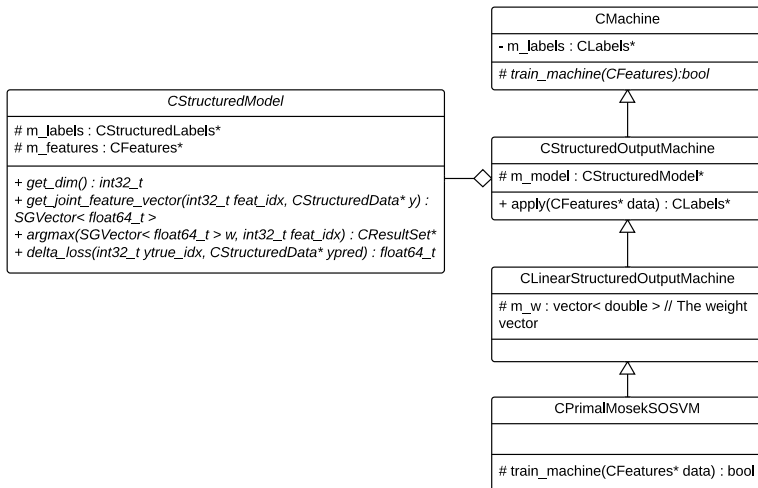 CMachine
- m_labels : CLabels*
# train_machine(CFeatures):bool
CStructuredModel
# m_labels : CStructuredLabels*
# m_features : CFeatures*
+ get_dim() : int32_t
+ get_joint_feature_vector(int32_t feat_idx, CStructuredData* y) :
SGVector< float64_t >
+ argmax(SGVector< float64_t > w, int32_t feat_idx) : CResultSet*
+ delta_loss(int32_t ytrue_idx, CStructuredData* ypred) : float64_t
CStructuredOutputMachine
# m_model : CStructuredModel*
+ apply(CFeatures* data) : CLabels*
CLinearStructuredOutputMachine
# m_w : vector< double > // The weight
vector
CPrimalMosekSOSVM
# train_machine(CFeatures* data) : bool